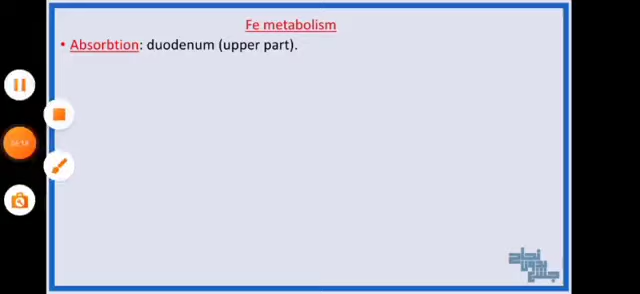 Fe metabolism
• Absorbtion: duodenum (upper part).